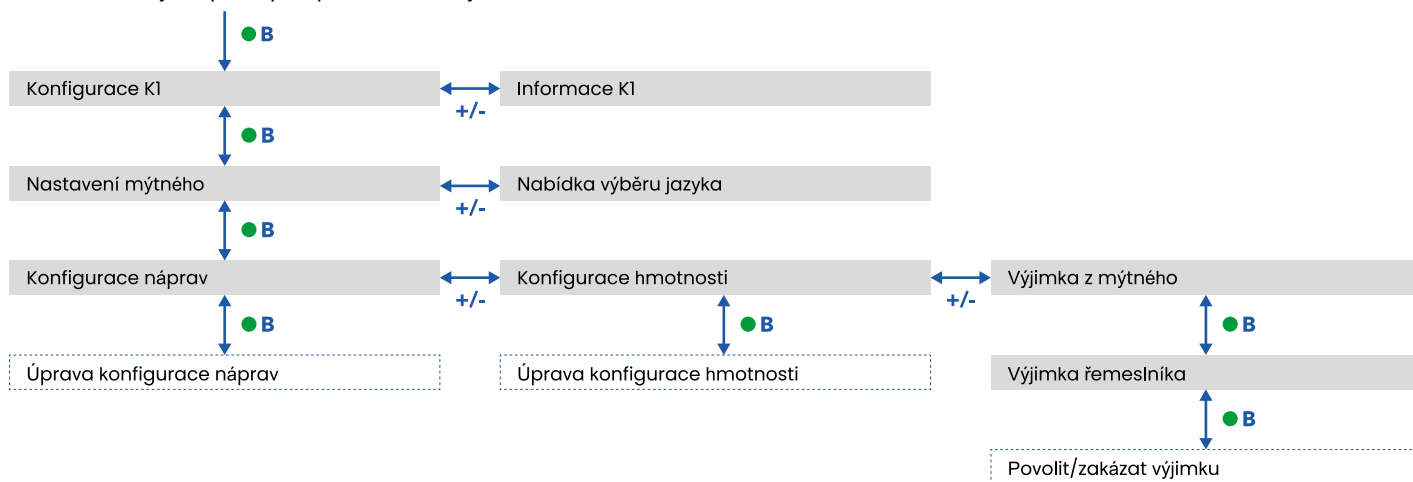 B
Konfigurace K1
+/-
Informace K1
B
Nastavení mýtného
+/-
Nabídka výběru jazyka
B
Konfigurace náprav
+/-
Konfigurace hmotnosti
+/-
Výjimka z mýtného
B
B
B
Úprava konfigurace náprav
Úprava konfigurace hmotnosti
Výjimka řemeslníka
B
Povolit/zakázat výjimku